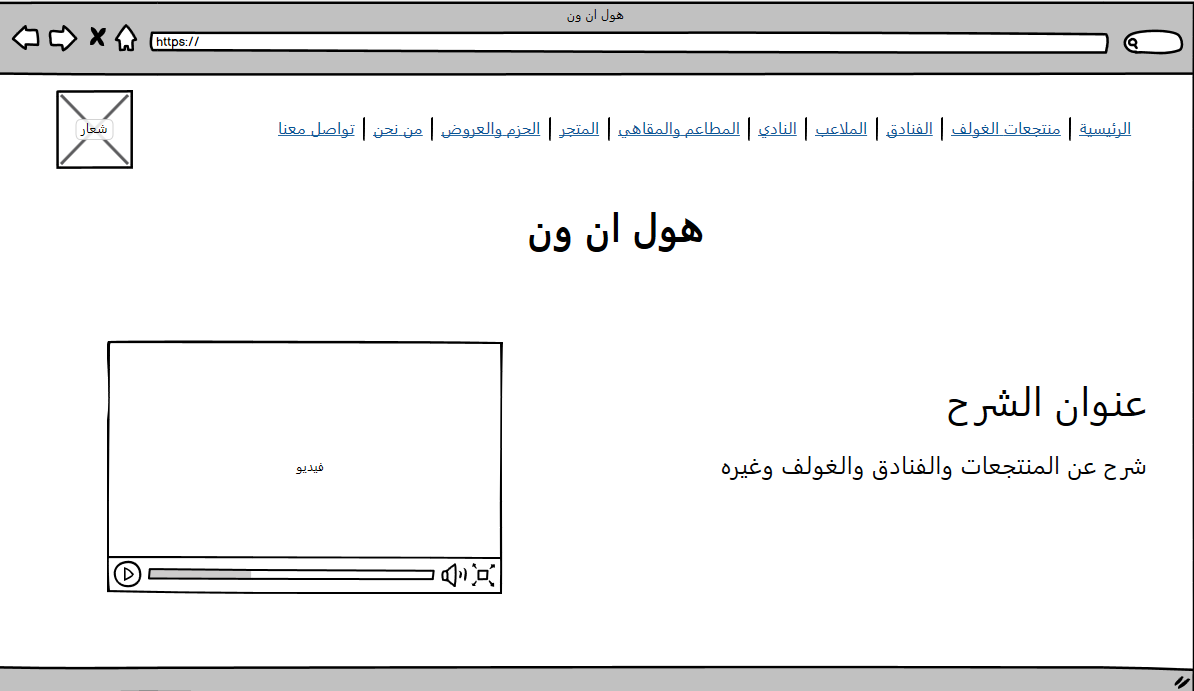 هول ان ون
https://
الرئيسية | منتجعات الغولف | الفنادق | الملاعب | النادي | المطاعم والمقاهي | المتجر | الحزم والعروض | من نحن | تواصل معنا
شعار
هول ان ون
عنوان الشرح
شرح عن المنتجعات والفنادق والغولف وغيره
فيديو